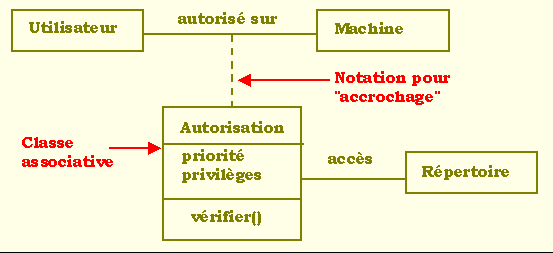 Utilisateur
autorisé sur
Machine
Notation pour
"accrochage"
Classe
associative
Autorisation
priorité
privilèges
vérifier()
accès
Répertoire